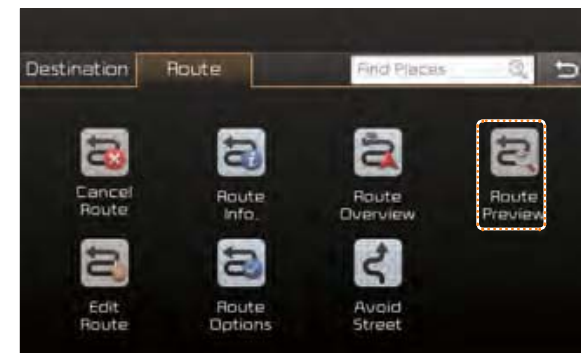 Destination
Route
Find Places
Cancel
Route
Route
Info.
Route
Overview
Route
Preview
Edit
Route
Route
Options
Avoid
Street